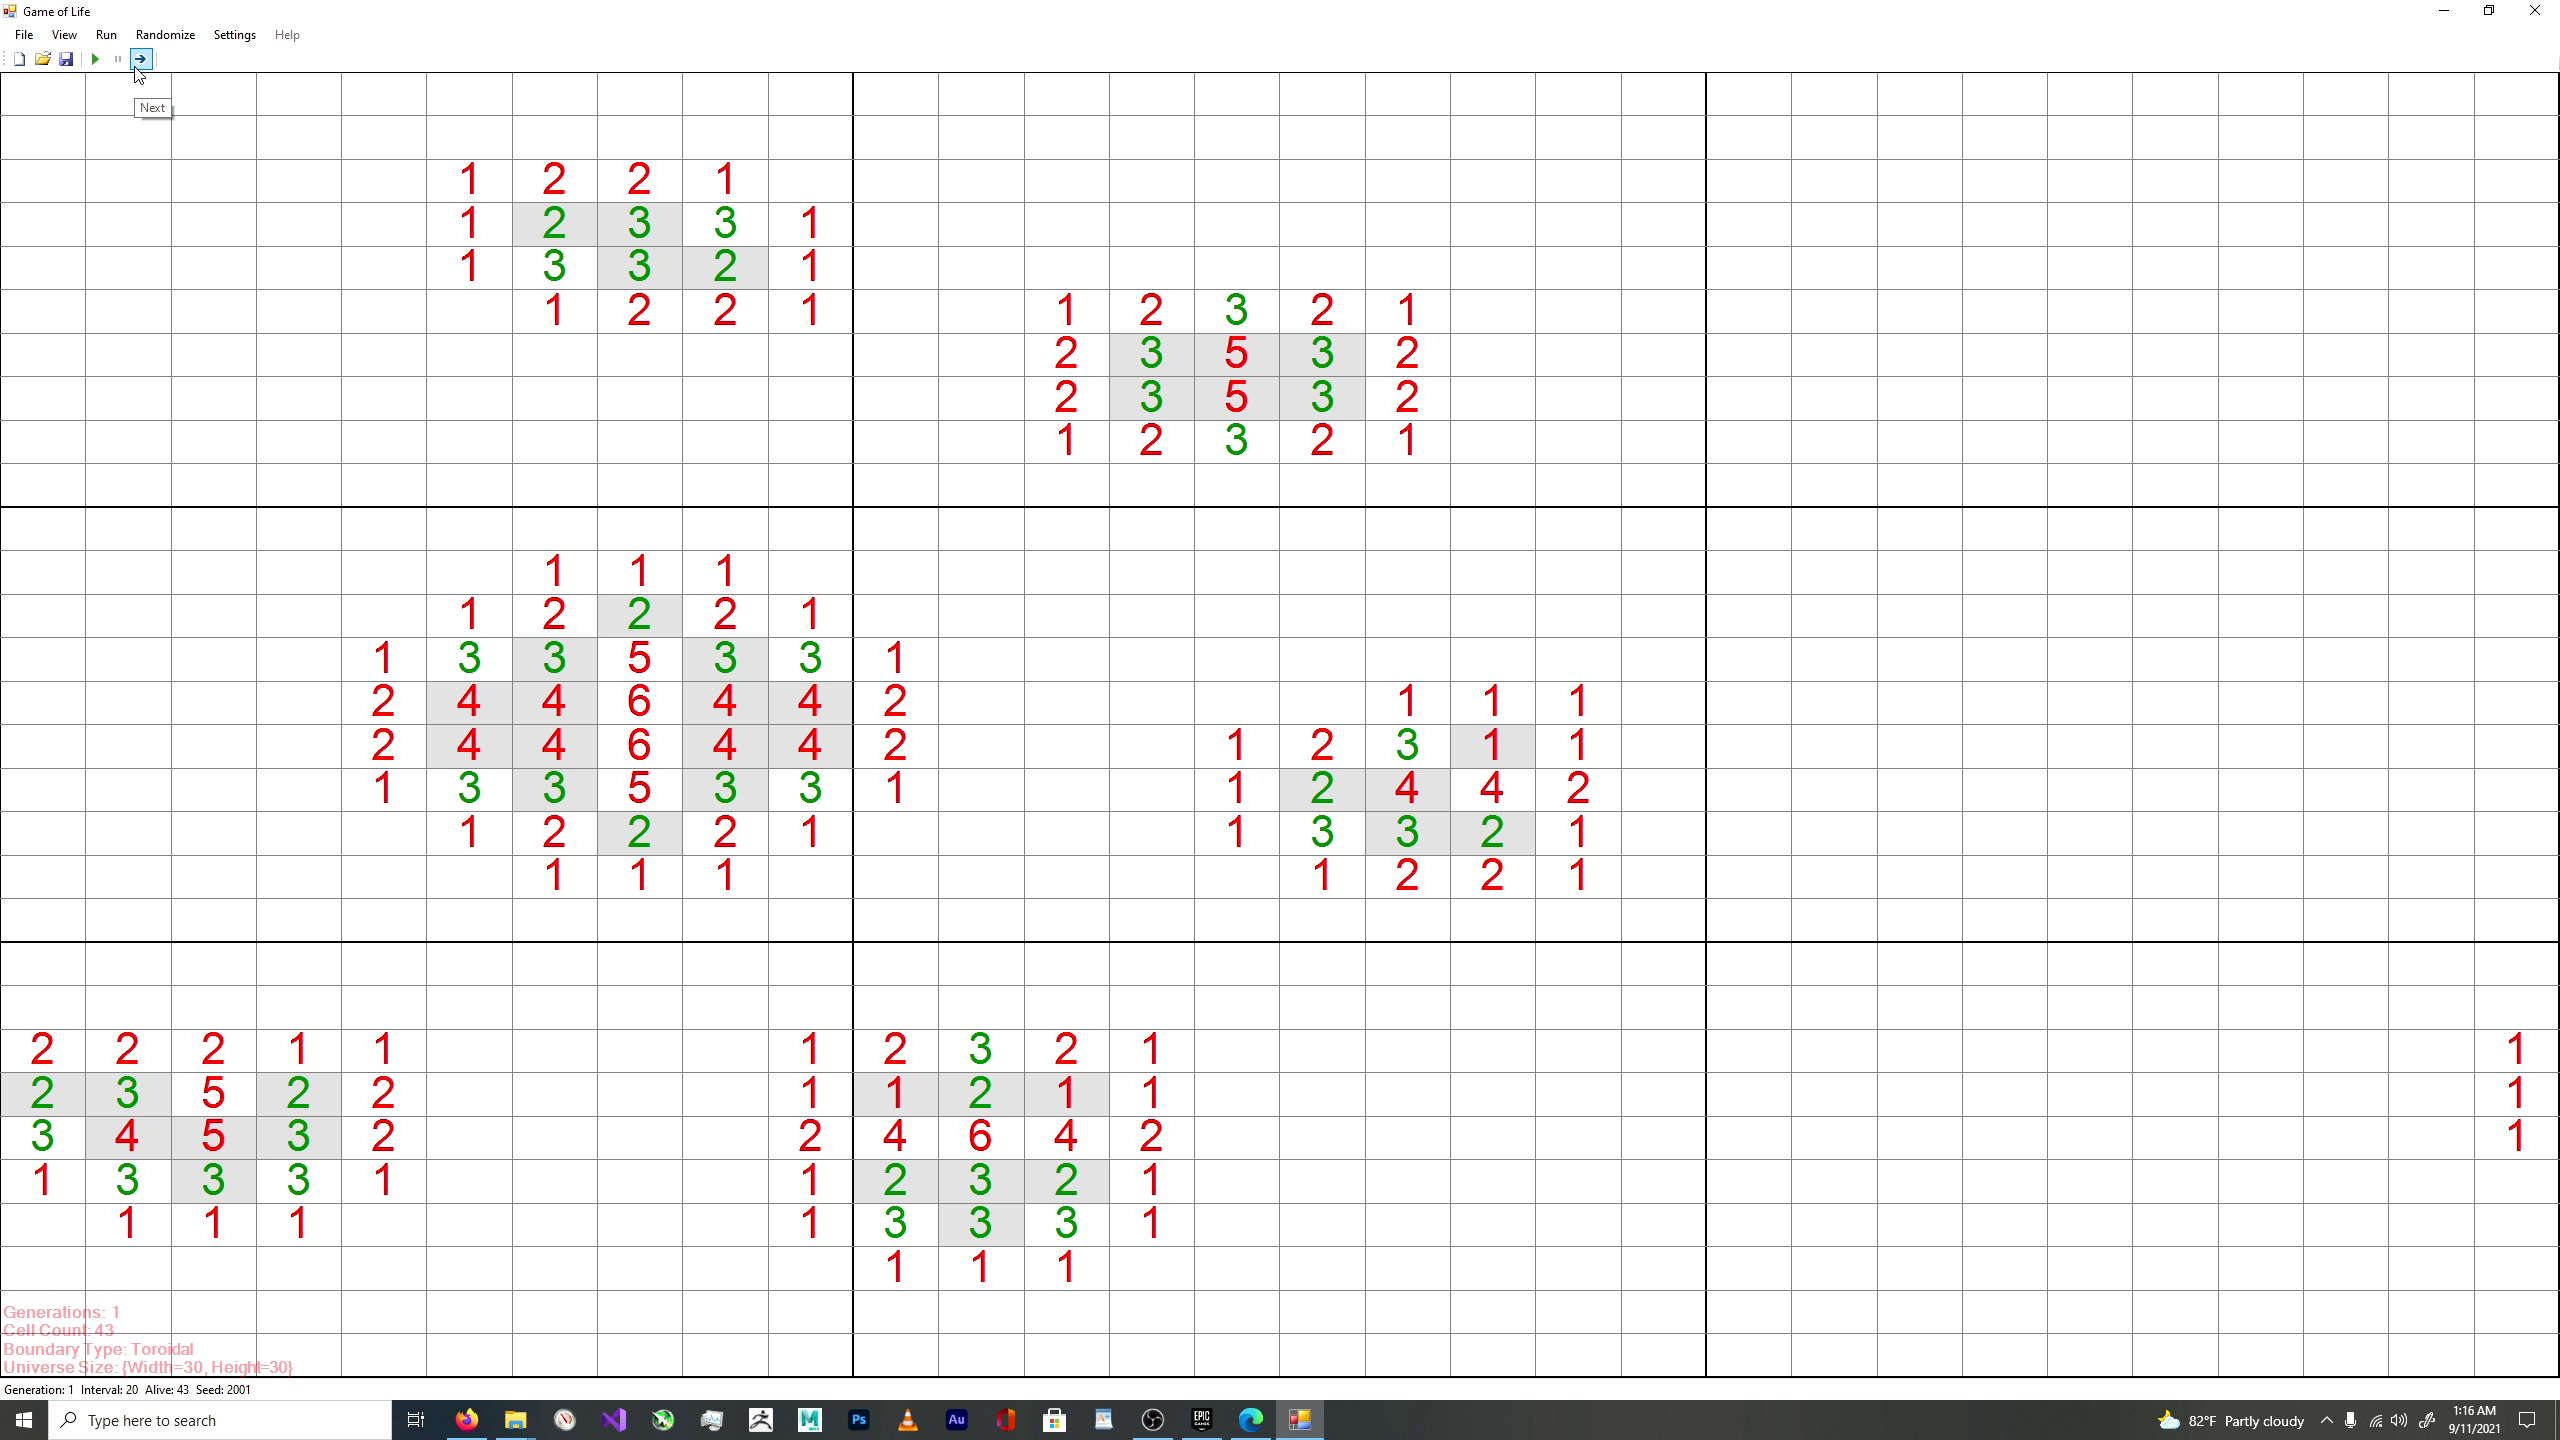 Game of Life
File View Run Randomize Settings Help
Next
1 2 2 1
1 2 3 3 1
1 3 3 2 1
1 2 2 1 1 2 3 2 1
2 3 5 3 2
2 3 5 3 2
1 2 3 2 1
1 1 1
1 2 2 2 1
1 3 3 5 3 3 1
2 4 4 6 4 4 2 1 1 1
2 4 4 6 4 4 2 1 2 3 1 1
1 3 3 5 3 3 1 1 2 4 4 2
1 2 2 2 1 1 3 3 2 1
1 1 1 1 2 2 1
2 2 2 1 1 1 2 3 2 1 1
2 3 5 2 2 1 1 2 1 1 1
3 4 5 3 2 2 4 6 4 2 1
1 3 3 3 1 1 2 3 2 1
1 1 1 1 3 3 3 1
1 1 1
Generations: 1
Cell Count: 43
Boundary Type: Toroidal
Universe Size: {Width=30, Height=30}
Generation: 1 Interval: 20 Alive: 43 Seed: 2001
Type here to search Ps Au EPIC GAMES 82°F Partly cloudy 1:16 AM
9/11/2021